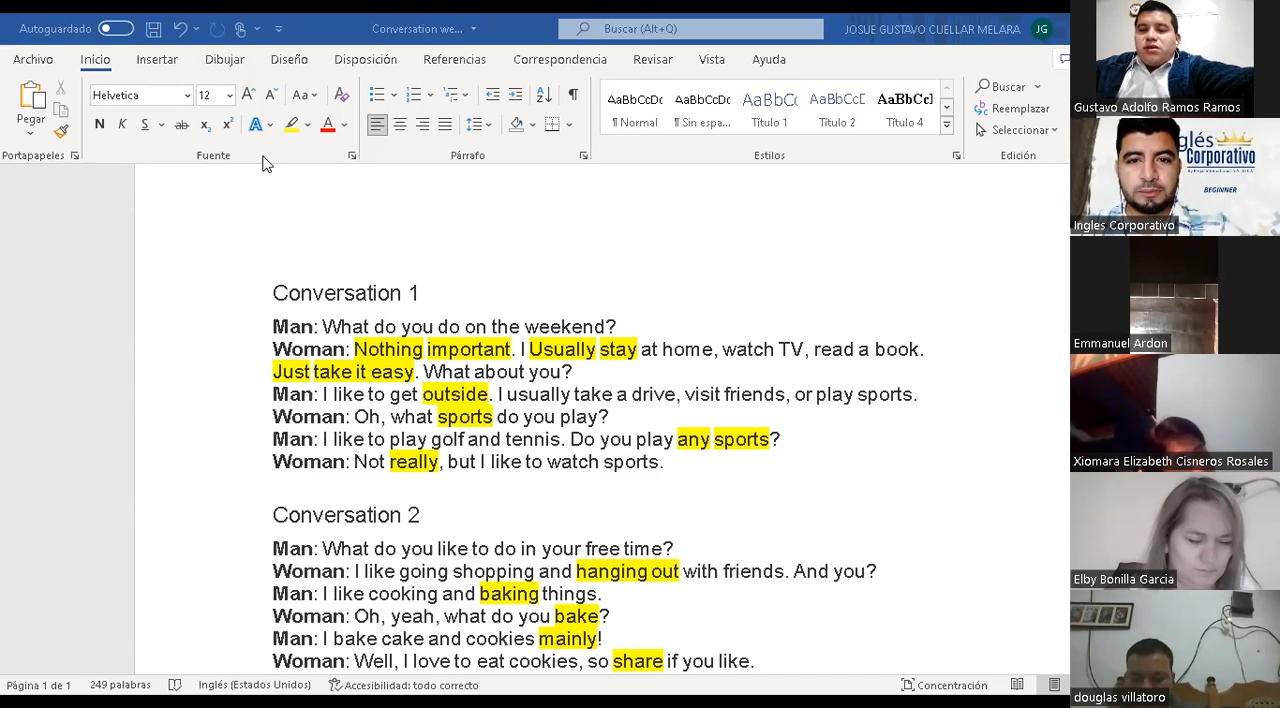 Autoguardado
Conversation we...
Buscar (Alt+Q)
JOSUE GUSTAVO CUELLAR MELARA
JG
Archivo
Inicio
Insertar
Dibujar
Diseño
Disposición
Referencias
Correspondencia
Revisar
Vista
Ayuda
Pegar
Helvetica
12
Aa
N K S ab x₂ x² A A
AaBbCcDc
AaBbCcDc
AaBbC
AaBbCcD
AaBbCc
¶ Normal
¶ Sin espa...
Título 1
Título 2
Título 4
Buscar
Reemplazar
Seleccionar
Portapapeles
Fuente
Párrafo
Estilos
Edición
Conversation 1
Man: What do you do on the weekend?
Woman: Nothing important. I Usually stay at home, watch TV, read a book.
Just take it easy. What about you?
Man: I like to get outside. I usually take a drive, visit friends, or play sports.
Woman: Oh, what sports do you play?
Man: I like to play golf and tennis. Do you play any sports?
Woman: Not really, but I like to watch sports.
Conversation 2
Man: What do you like to do in your free time?
Woman: I like going shopping and hanging out with friends. And you?
Man: I like cooking and baking things.
Woman: Oh, yeah, what do you bake?
Man: I bake cake and cookies mainly!
Woman: Well, I love to eat cookies, so share if you like.
Página 1 de 1
249 palabras
Inglés (Estados Unidos)
Accesibilidad: todo correcto
Concentración
Gustavo Adolfo Ramos Ramos
glés
Corporativo
BEGINNER
Ingles Corporativo
Emmanuel Ardon
Xiomara Elizabeth Cisneros Rosales
Elby Bonilla Garcia
douglas villatoro